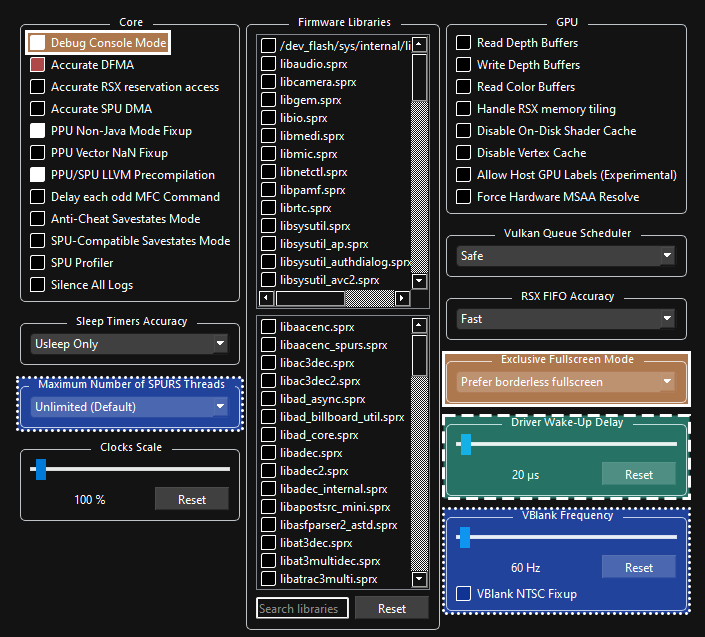 Core
Debug Console Mode
Accurate DFMA
Accurate RSX reservation access
Accurate SPU DMA
PPU Non-Java Mode Fixup
PPU Vector NaN Fixup
PPU/SPU LLVM Precompilation
Delay each odd MFC Command
Anti-Cheat Savestates Mode
SPU-Compatible Savestates Mode
SPU Profiler
Silence All Logs
Sleep Timers Accuracy
Usleep Only
Maximum Number of SPURS Threads
Unlimited (Default)
Clocks Scale
100 %
Reset
Firmware Libraries
/dev_flash/sys/internal/li
libaudio.sprx
libcamera.sprx
libgem.sprx
libio.sprx
libmedi.sprx
libmic.sprx
libnetctl.sprx
libpamf.sprx
librtc.sprx
libsysutil.sprx
libsysutil_ap.sprx
libsysutil_authdialog.sprx
libsysutil_avc2.sprx
libaacenc.sprx
libaacenc_spurs.sprx
libac3dec.sprx
libac3dec2.sprx
libad_async.sprx
libad_billboard_util.sprx
libad_core.sprx
libadec.sprx
libadec2.sprx
libadec_internal.sprx
libapostsrc_mini.sprx
libasfparser2_astd.sprx
libat3dec.sprx
libat3multidec.sprx
libatrac3multi.sprx
Search libraries
Reset
GPU
Read Depth Buffers
Write Depth Buffers
Read Color Buffers
Handle RSX memory tiling
Disable On-Disk Shader Cache
Disable Vertex Cache
Allow Host GPU Labels (Experimental)
Force Hardware MSAA Resolve
Vulkan Queue Scheduler
Safe
RSX FIFO Accuracy
Fast
Exclusive Fullscreen Mode
Prefer borderless fullscreen
Driver Wake-Up Delay
20 µs
Reset
VBlank Frequency
60 Hz
Reset
VBlank NTSC Fixup